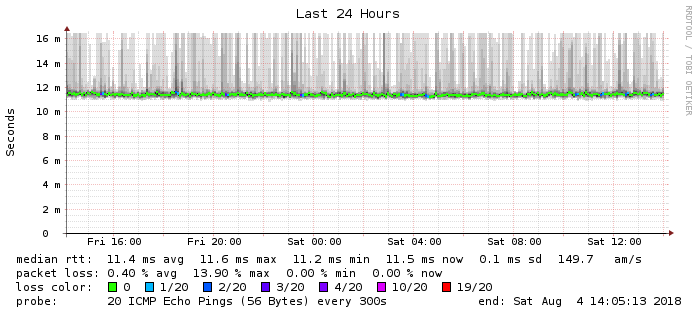 Last 24 Hours
RRDTOOL / TOBI OETIKER
Seconds
16 m
14 m
12 m
10 m
8 m
6 m
4 m
2 m
0
Fri 16:00 Fri 20:00 Sat 00:00 Sat 04:00 Sat 08:00 Sat 12:00
median rtt: 11.4 ms avg 11.6 ms max 11.2 ms min 11.5 ms now 0.1 ms sd 149.7 am/s
packet loss: 0.40 % avg 13.90 % max 0.00 % min 0.00 % now
loss color: 0 1/20 2/20 3/20 4/20 10/20 19/20
probe: 20 ICMP Echo Pings (56 Bytes) every 300s end: Sat Aug 4 14:05:13 2018